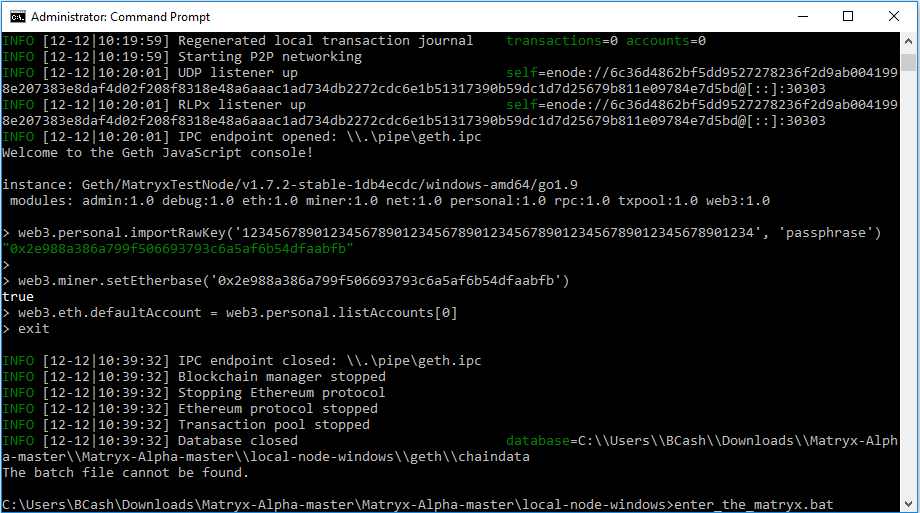 Administrator: Command Prompt
INFO [12-12|10:19:59] Regenerated local transaction journal    transactions=0 accounts=0
INFO [12-12|10:19:59] Starting P2P networking
INFO [12-12|10:20:01] UDP listener up                          self=enode://6c36d4862bf5dd9527278236f2d9ab004199
8e207383e8daf4d02f208f8318e48a6aaac1ad734db2272cdc6e1b51317390b59dc1d7d25679b811e09784e7d5bd@[::]:30303
INFO [12-12|10:20:01] RLPx listener up                         self=enode://6c36d4862bf5dd9527278236f2d9ab004199
8e207383e8daf4d02f208f8318e48a6aaac1ad734db2272cdc6e1b51317390b59dc1d7d25679b811e09784e7d5bd@[::]:30303
INFO [12-12|10:20:01] IPC endpoint opened: \\.\pipe\geth.ipc
Welcome to the Geth JavaScript console!
instance: Geth/MatryxTestNode/v1.7.2-stable-1db4ecdc/windows-amd64/go1.9
 modules: admin:1.0 debug:1.0 eth:1.0 miner:1.0 net:1.0 personal:1.0 rpc:1.0 txpool:1.0 web3:1.0
> web3.personal.importRawKey('1234567890123456789012345678901234567890123456789012345678901234', 'passphrase')
"0x2e988a386a799f506693793c6a5af6b54dfaabfb"
>
> web3.miner.setEtherbase('0x2e988a386a799f506693793c6a5af6b54dfaabfb')
true
> web3.eth.defaultAccount = web3.personal.listAccounts[0]
> exit
INFO [12-12|10:39:32] IPC endpoint closed: \\.\pipe\geth.ipc
INFO [12-12|10:39:32] Blockchain manager stopped
INFO [12-12|10:39:32] Stopping Ethereum protocol
INFO [12-12|10:39:32] Ethereum protocol stopped
INFO [12-12|10:39:32] Transaction pool stopped
INFO [12-12|10:39:32] Database closed                          database=C:\\Users\\BCash\\Downloads\\Matryx-Alph
a-master\\Matryx-Alpha-master\\local-node-windows\\geth\\chaindata
The batch file cannot be found.
C:\Users\BCash\Downloads\Matryx-Alpha-master\Matryx-Alpha-master\local-node-windows>enter_the_matryx.bat